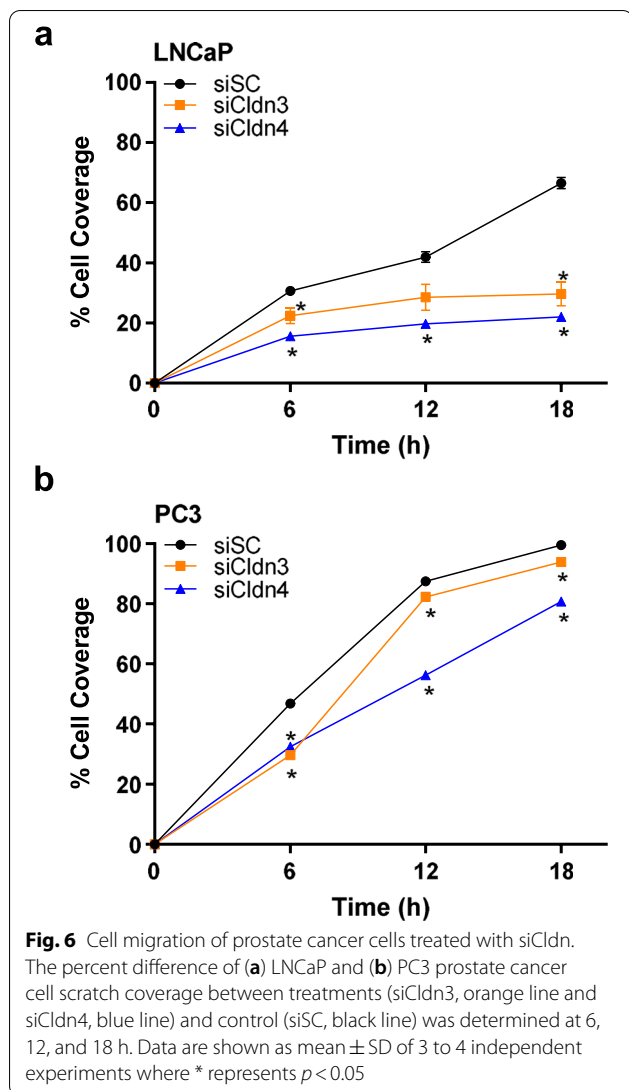 a
LNCaP
siSC
siCldn3
siCldn4
100
80
60
40
20
0
% Cell Coverage
*
*
*
*
*
0 6 12 18
Time (h)
b
PC3
siSC
siCldn3
siCldn4
100
80
60
40
20
0
% Cell Coverage
*
*
*
*
*
*
0 6 12 18
Time (h)
Fig. 6 Cell migration of prostate cancer cells treated with siCldn.
The percent difference of (a) LNCaP and (b) PC3 prostate cancer
cell scratch coverage between treatments (siCldn3, orange line and
siCldn4, blue line) and control (siSC, black line) was determined at 6,
12, and 18 h. Data are shown as mean ± SD of 3 to 4 independent
experiments where * represents p < 0.05